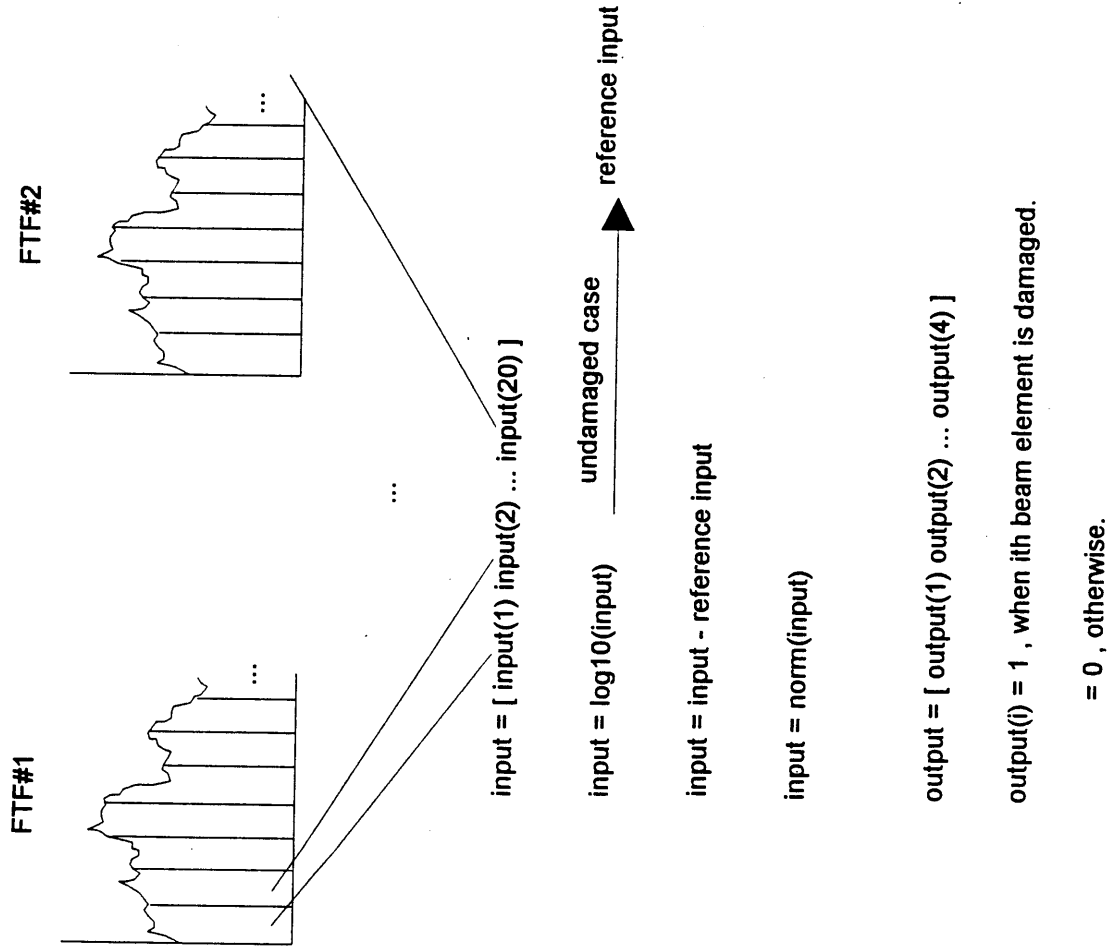 FTF#1
FTF#2
...
...
...
input = [ input(1) input(2) ... input(20) ]
input = log10(input)
undamaged case
reference input
input = input - reference input
input = norm(input)
output = [ output(1) output(2) ... output(4) ]
output(i) = 1 , when ith beam element is damaged.
= 0 , otherwise.